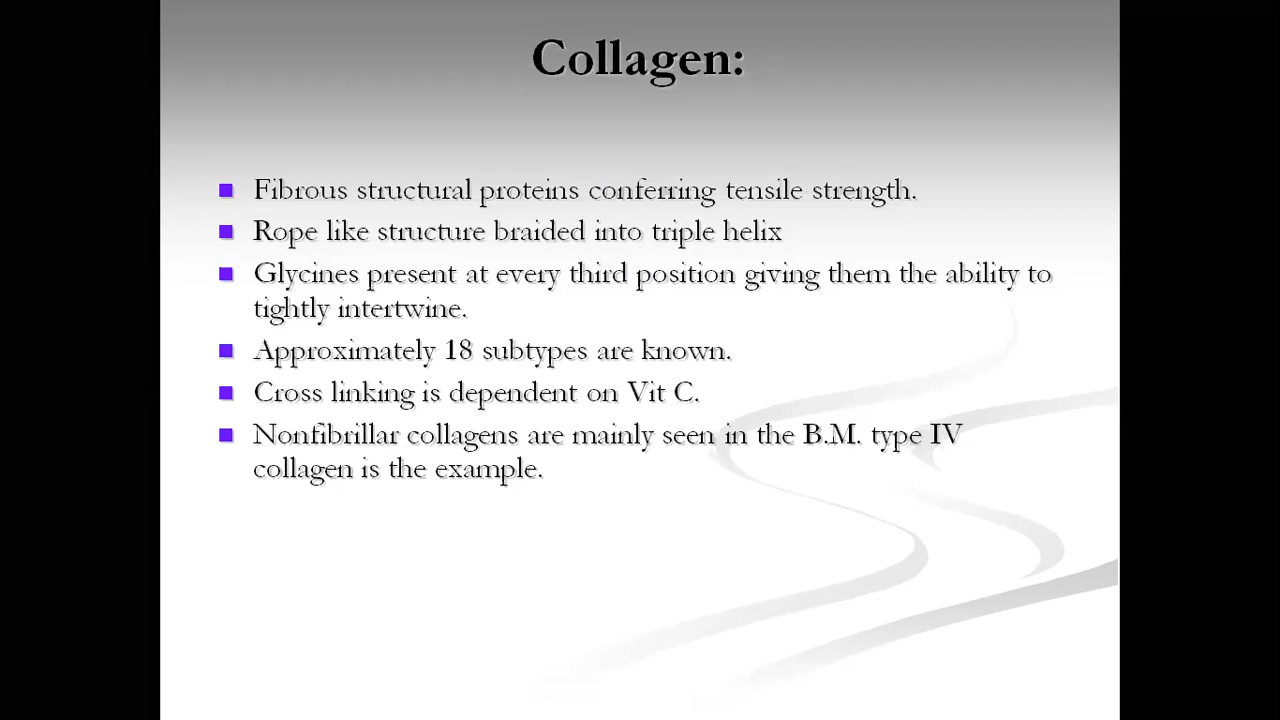 Collagen:
Fibrous structural proteins conferring tensile strength.
Rope like structure braided into triple helix
Glycines present at every third position giving them the ability to
tightly intertwine.
Approximately 18 subtypes are known.
Cross linking is dependent on Vit C.
Nonfibrillar collagens are mainly seen in the B.M. type IV
collagen is the example.